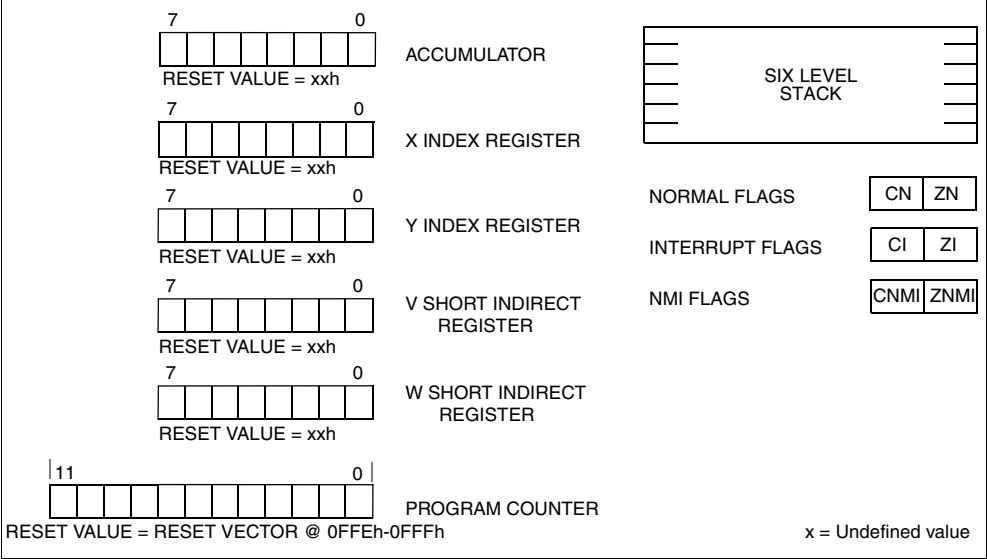 7 0
ACCUMULATOR
RESET VALUE = xxh
7 0
X INDEX REGISTER
RESET VALUE = xxh
7 0
Y INDEX REGISTER
RESET VALUE = xxh
7 0
V SHORT INDIRECT
REGISTER
RESET VALUE = xxh
7 0
W SHORT INDIRECT
REGISTER
RESET VALUE = xxh
11 0
PROGRAM COUNTER
RESET VALUE = RESET VECTOR @ 0FFEh-0FFFh
SIX LEVEL
STACK
NORMAL FLAGS CN ZN
INTERRUPT FLAGS CI ZI
NMI FLAGS CNMI ZNMI
x = Undefined value